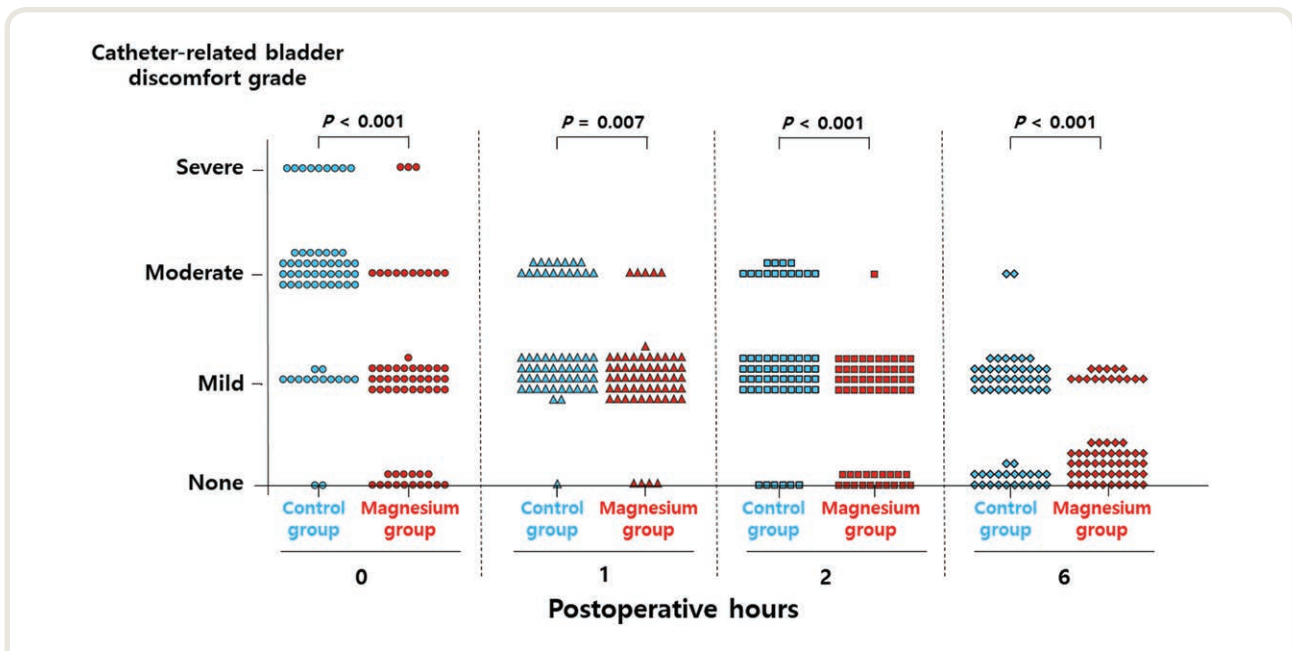 Catheter-related bladder
discomfort grade
P < 0.001
P = 0.007
P < 0.001
P < 0.001
Severe
Moderate
Mild
None
Control
group
Magnesium
group
Control
group
Magnesium
group
Control
group
Magnesium
group
Control
group
Magnesium
group
0
1
2
6
Postoperative hours